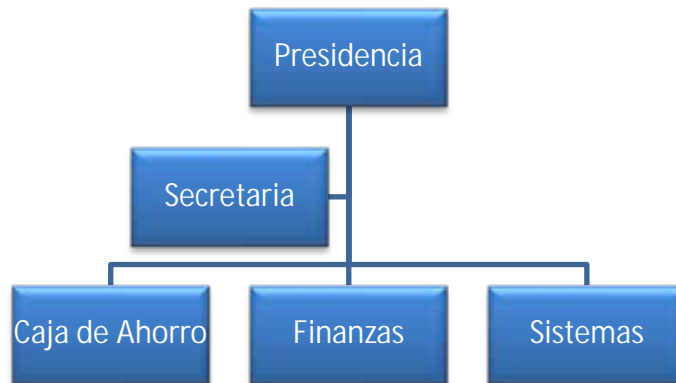 Presidencia
Secretaria
Caja de Ahorro
Finanzas
Sistemas